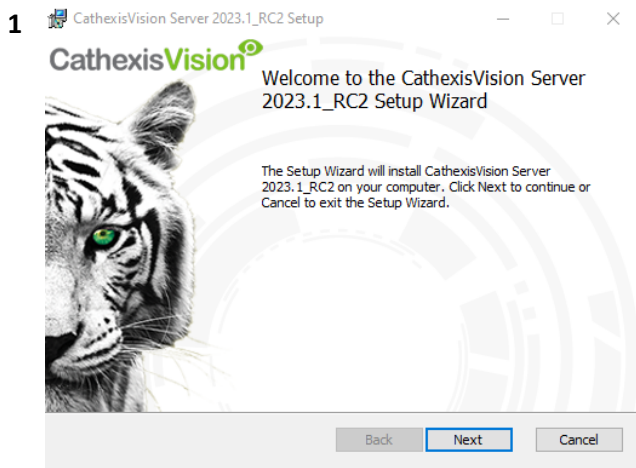 1
CathexisVision Server 2023.1_RC2 Setup
CathexisVision
Welcome to the CathexisVision Server
2023.1_RC2 Setup Wizard
The Setup Wizard will install CathexisVision Server
2023.1_RC2 on your computer. Click Next to continue or
Cancel to exit the Setup Wizard.
Back Next Cancel